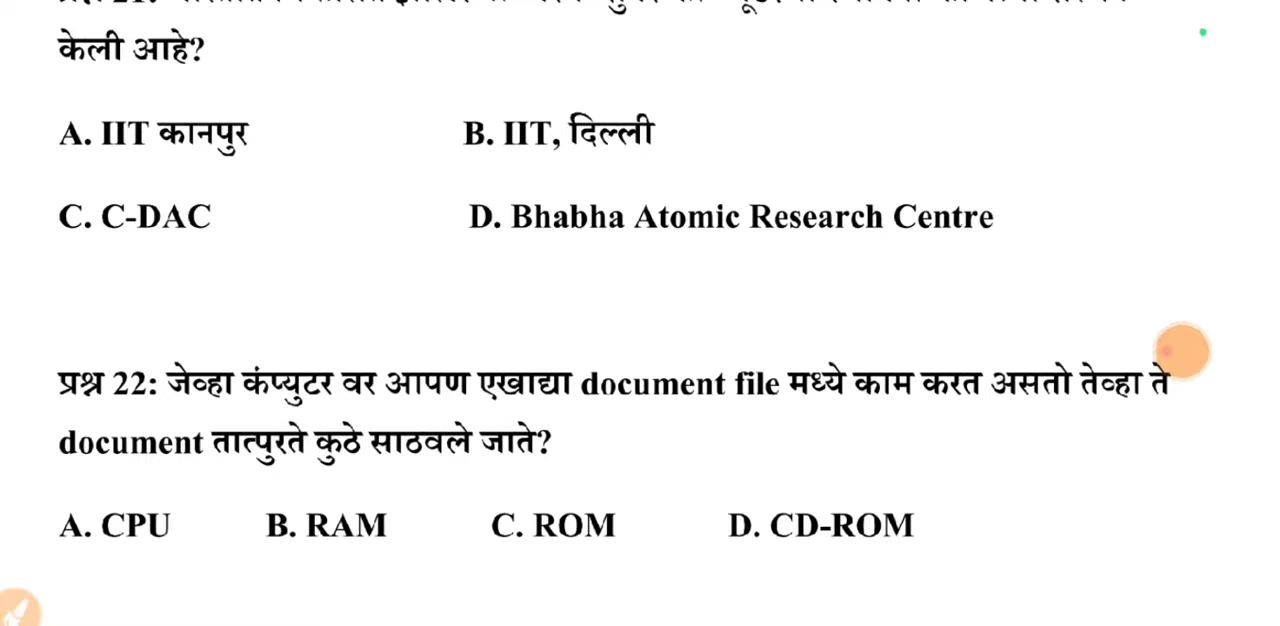 केली आहे?
A. IIT कानपुर B. IIT, दिल्ली
C. C-DAC D. Bhabha Atomic Research Centre
प्रश्न 22: जेव्हा कंप्युटर वर आपण एखाद्या document file मध्ये काम करत असतो तेव्हा ते
document तात्पुरते कुठे साठवले जाते?
A. CPU B. RAM C. ROM D. CD-ROM